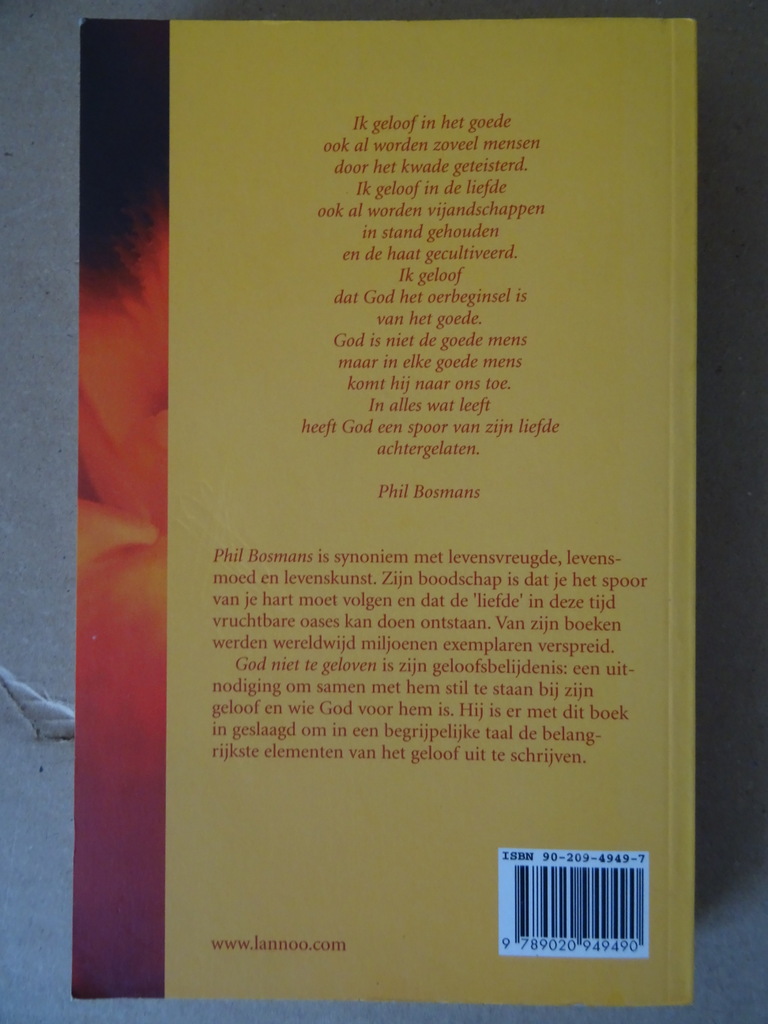 Ik geloof in het goede
ook al worden zoveel mensen
door het kwade geteisterd.
Ik geloof in de liefde
ook al worden vijandschappen
in stand gehouden
en de haat gecultiveerd.
Ik geloof
dat God het oerbeginsel is
van het goede.
God is niet de goede mens
maar in elke goede mens
komt hij naar ons toe.
In alles wat leeft
heeft God een spoor van zijn liefde
achtergelaten.
Phil Bosmans
Phil Bosmans is synoniem met levensvreugde, levens-
moed en levenskunst. Zijn boodschap is dat je het spoor
van je hart moet volgen en dat de 'liefde' in deze tijd
vruchtbare oases kan doen ontstaan. Van zijn boeken
werden wereldwijd miljoenen exemplaren verspreid.
God niet te geloven is zijn geloofsbelijdenis: een uit-
nodiging om samen met hem stil te staan bij zijn
geloof en wie God voor hem is. Hij is er met dit boek
in geslaagd om in een begrijpelijke taal de belang-
rijkste elementen van het geloof uit te schrijven.
ISBN 90-209-4949-7
9 789020 949490
www.lannoo.com